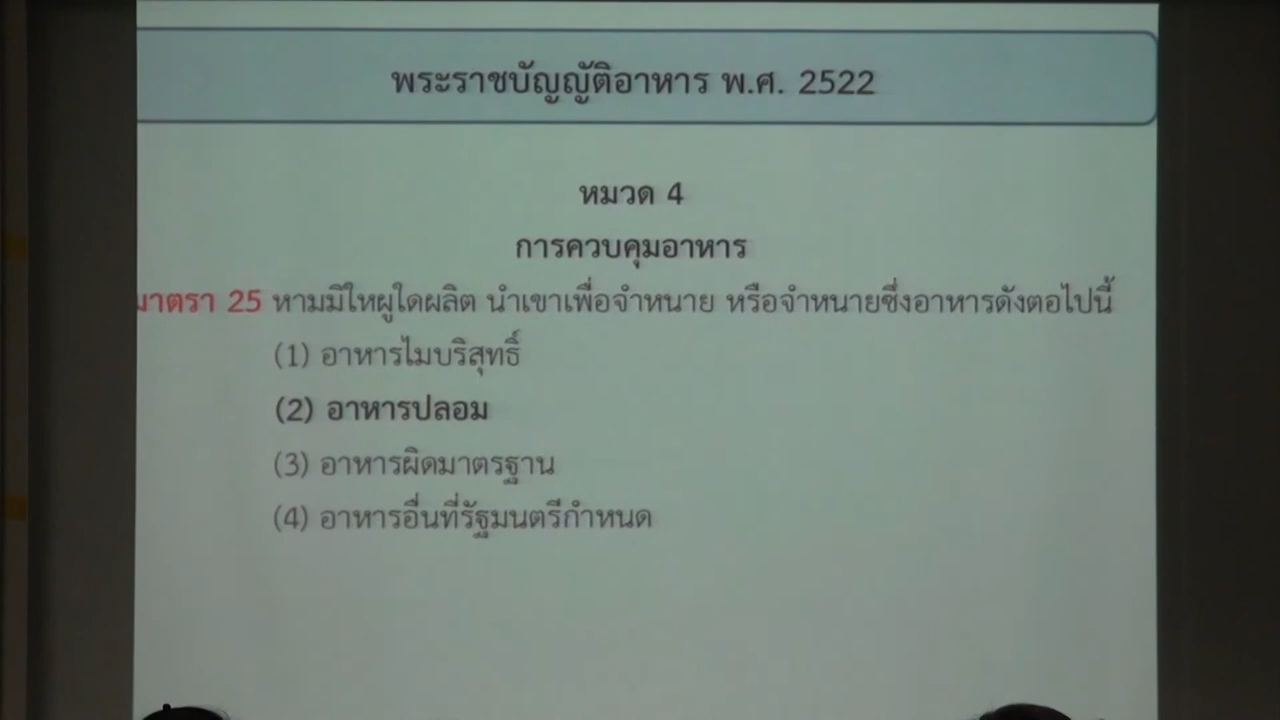 พระราชบัญญัติอาหาร พ.ศ. 2522
หมวด 4
การควบคุมอาหาร
มาตรา 25 หามมิใหผูใดผลิต นำเขาเพื่อจำหนาย หรือจำหนายซึ่งอาหารดังตอไปนี้
(1) อาหารไมบริสุทธิ์
(2) อาหารปลอม
(3) อาหารผิดมาตรฐาน
(4) อาหารอื่นที่รัฐมนตรีกำหนด